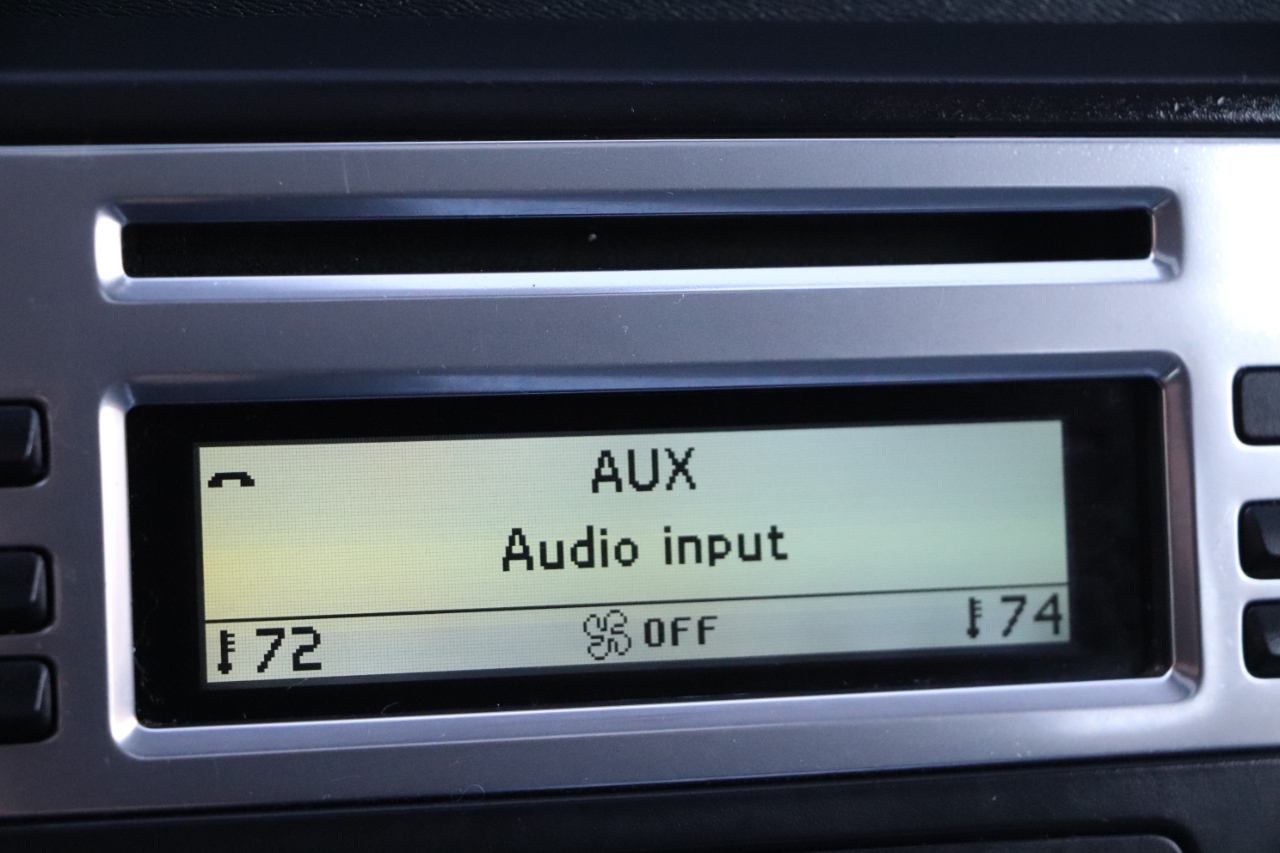 AUX
Audio input
72 OFF 74